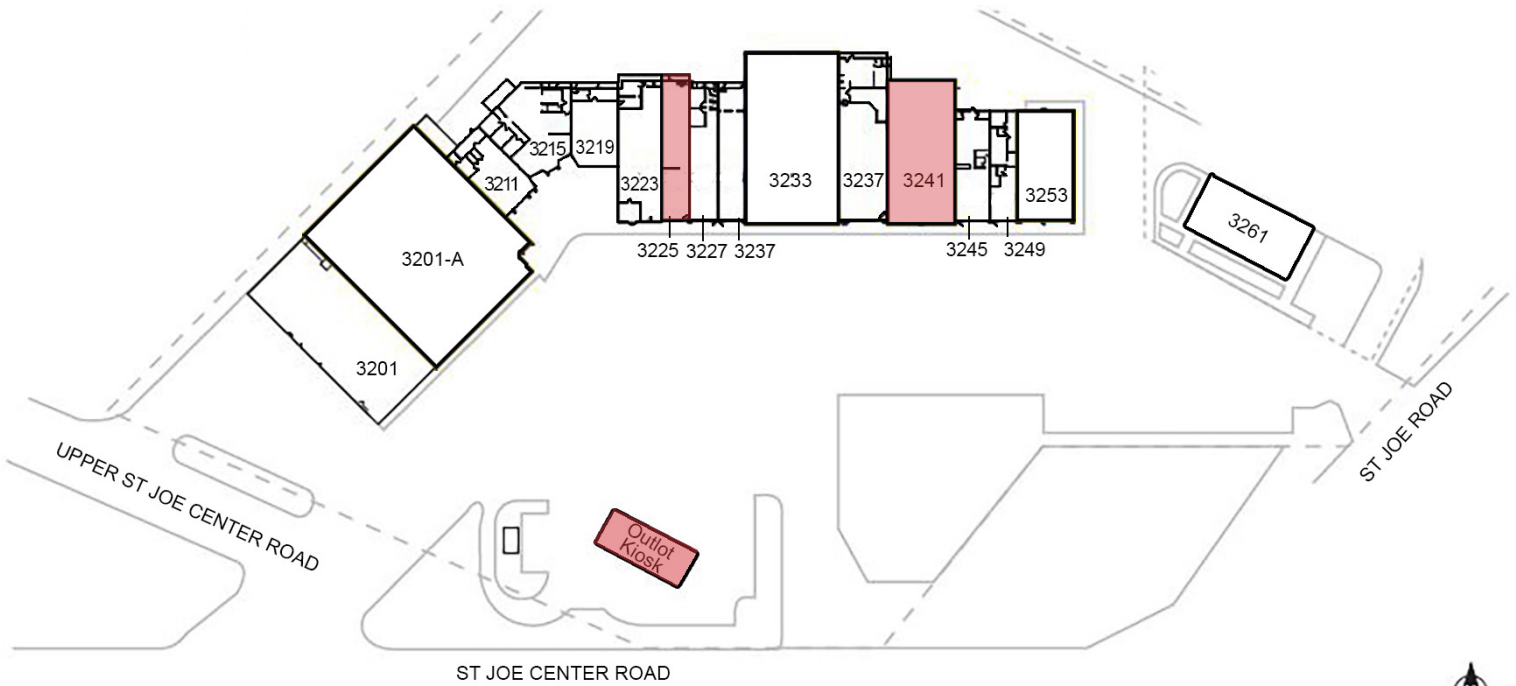 3215
3219
3211
3223
3233
3237
3241
3253
3261
3225
3227
3237
3245
3249
3201-A
3201
ST JOE ROAD
UPPER ST JOE CENTER ROAD
Outlot
Kiosk
ST JOE CENTER ROAD